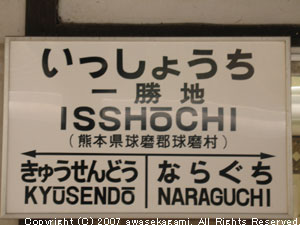 いっしょうち
一勝地
ISSHŌCHI
(熊本県球磨郡球磨村)
きゅうせんどう ならぐち
KYŪSENDŌ NARAGUCHI
Copyright (C) 2007 awasekagami. All Rights Reserved.